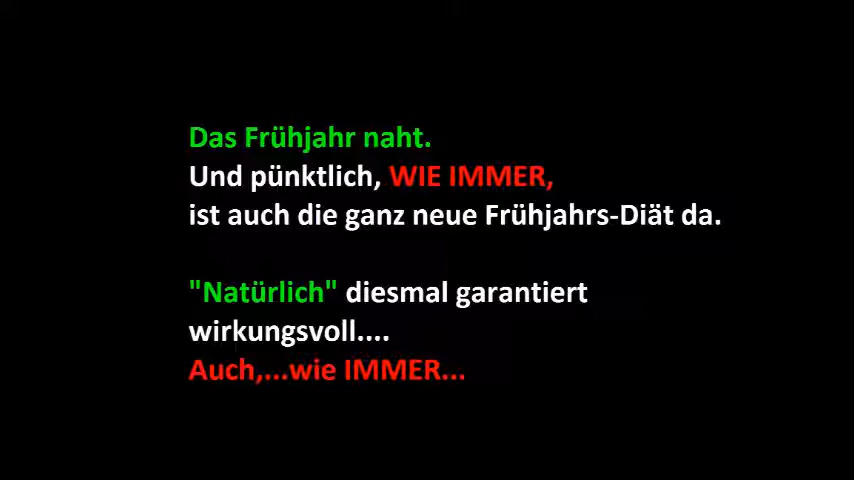 Das Frühjahr naht.
Und pünktlich, WIE IMMER,
ist auch die ganz neue Frühjahrs-Diät da.
"Natürlich" diesmal garantiert
wirkungsvoll....
Auch,...wie IMMER...